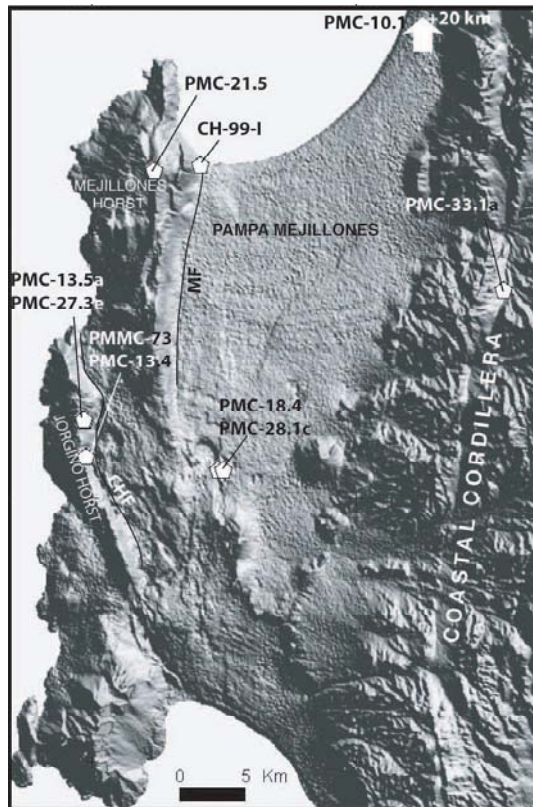 PMC-10.1
+20 km
PMC-21.5
CH-99-I
MEJILLONES
HORST
PMC-33.1a
PAMPA MEJILLONES
MF
PMC-13.5a
PMC-27.3e
PMMC-73
PMC-13.4
PMC-18.4
PMC-28.1c
JORGINO HORST
CHF
COASTAL CORDILLERA
0 5 Km